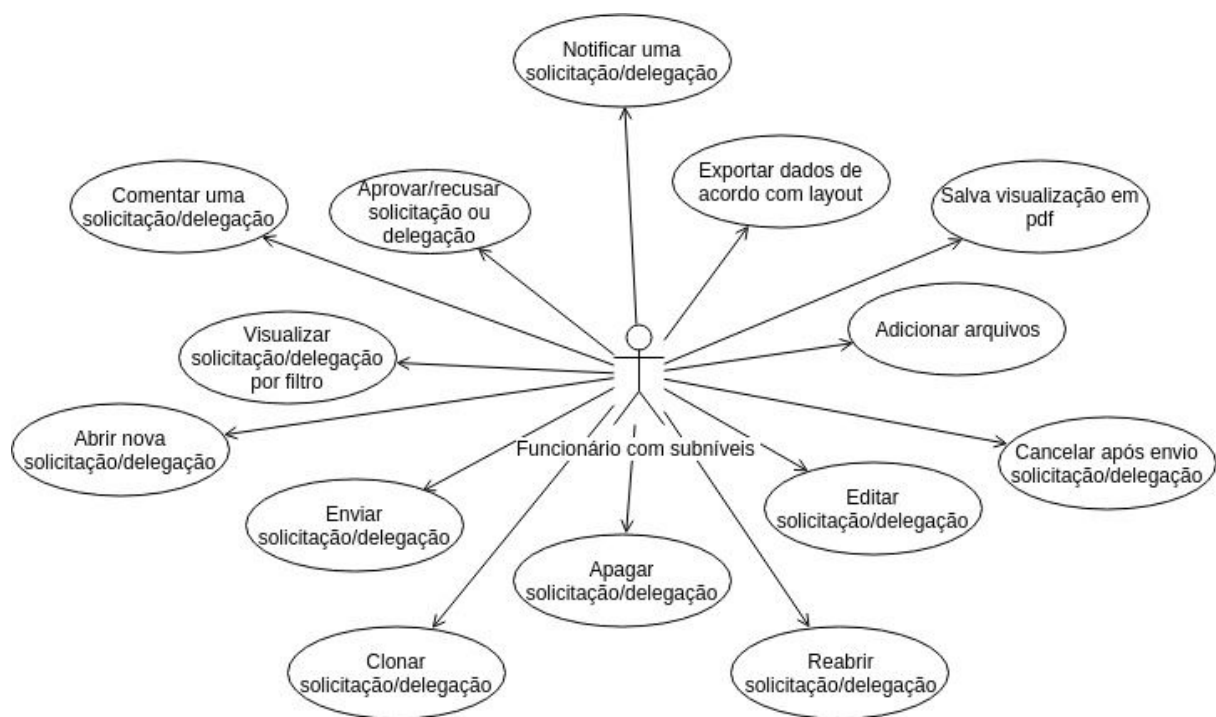 Notificar uma
solicitação/delegação
Comentar uma
solicitação/delegação
Aprovar/recusar
solicitação ou
delegação
Exportar dados de
acordo com layout
Salva visualização em
pdf
Visualizar
solicitação/delegação
por filtro
Adicionar arquivos
Abrir nova
solicitação/delegação
Funcionário com subníveis
Cancelar após envio
solicitação/delegação
Enviar
solicitação/delegação
Editar
solicitação/delegação
Apagar
solicitação/delegação
Clonar
solicitação/delegação
Reabrir
solicitação/delegação